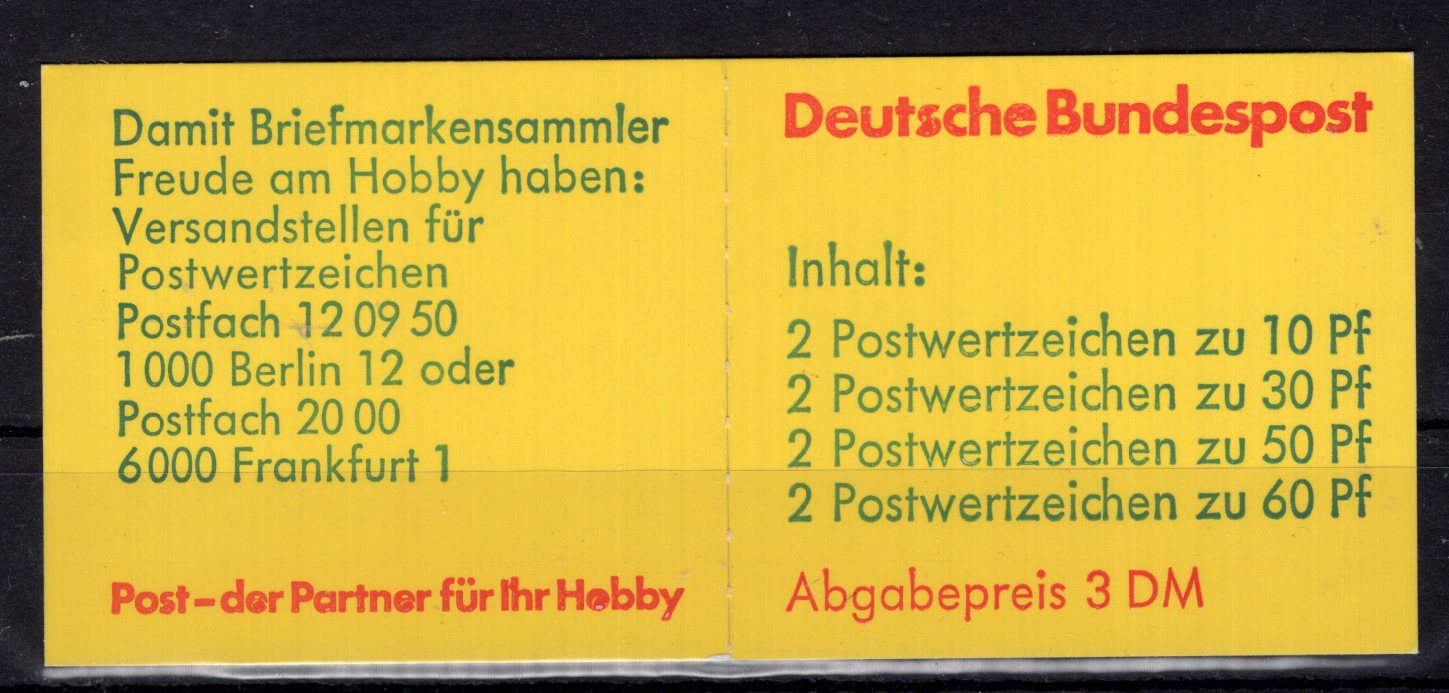 Damit Briefmarkensammler
Freude am Hobby haben:
Versandstellen für
Postwertzeichen
Postfach 12 09 50
1000 Berlin 12 oder
Postfach 20 00
6000 Frankfurt 1
Post – der Partner für Ihr Hobby
Deutsche Bundespost
Inhalt:
2 Postwertzeichen zu 10 Pf
2 Postwertzeichen zu 30 Pf
2 Postwertzeichen zu 50 Pf
2 Postwertzeichen zu 60 Pf
Abgabepreis 3 DM